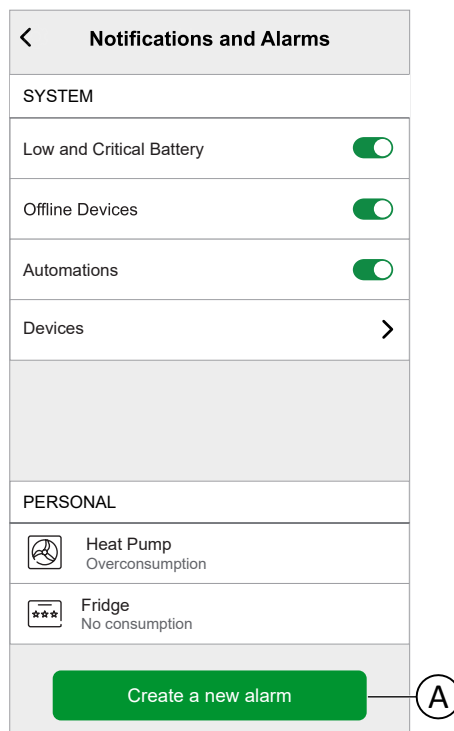 Notifications and Alarms
SYSTEM
Low and Critical Battery
Offline Devices
Automations
Devices
PERSONAL
Heat Pump
Overconsumption
Fridge
No consumption
Create a new alarm
A